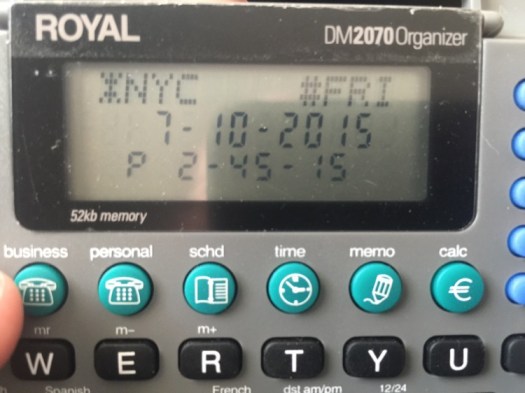 ROYAL DM2070 Organizer
*NYC #FRI
7-10-2015
P 2-45-15
52kb memory
business personal schd time memo calc
€
mr m- m+
W E R T Y U
Spanish French dst am/pm 12/24